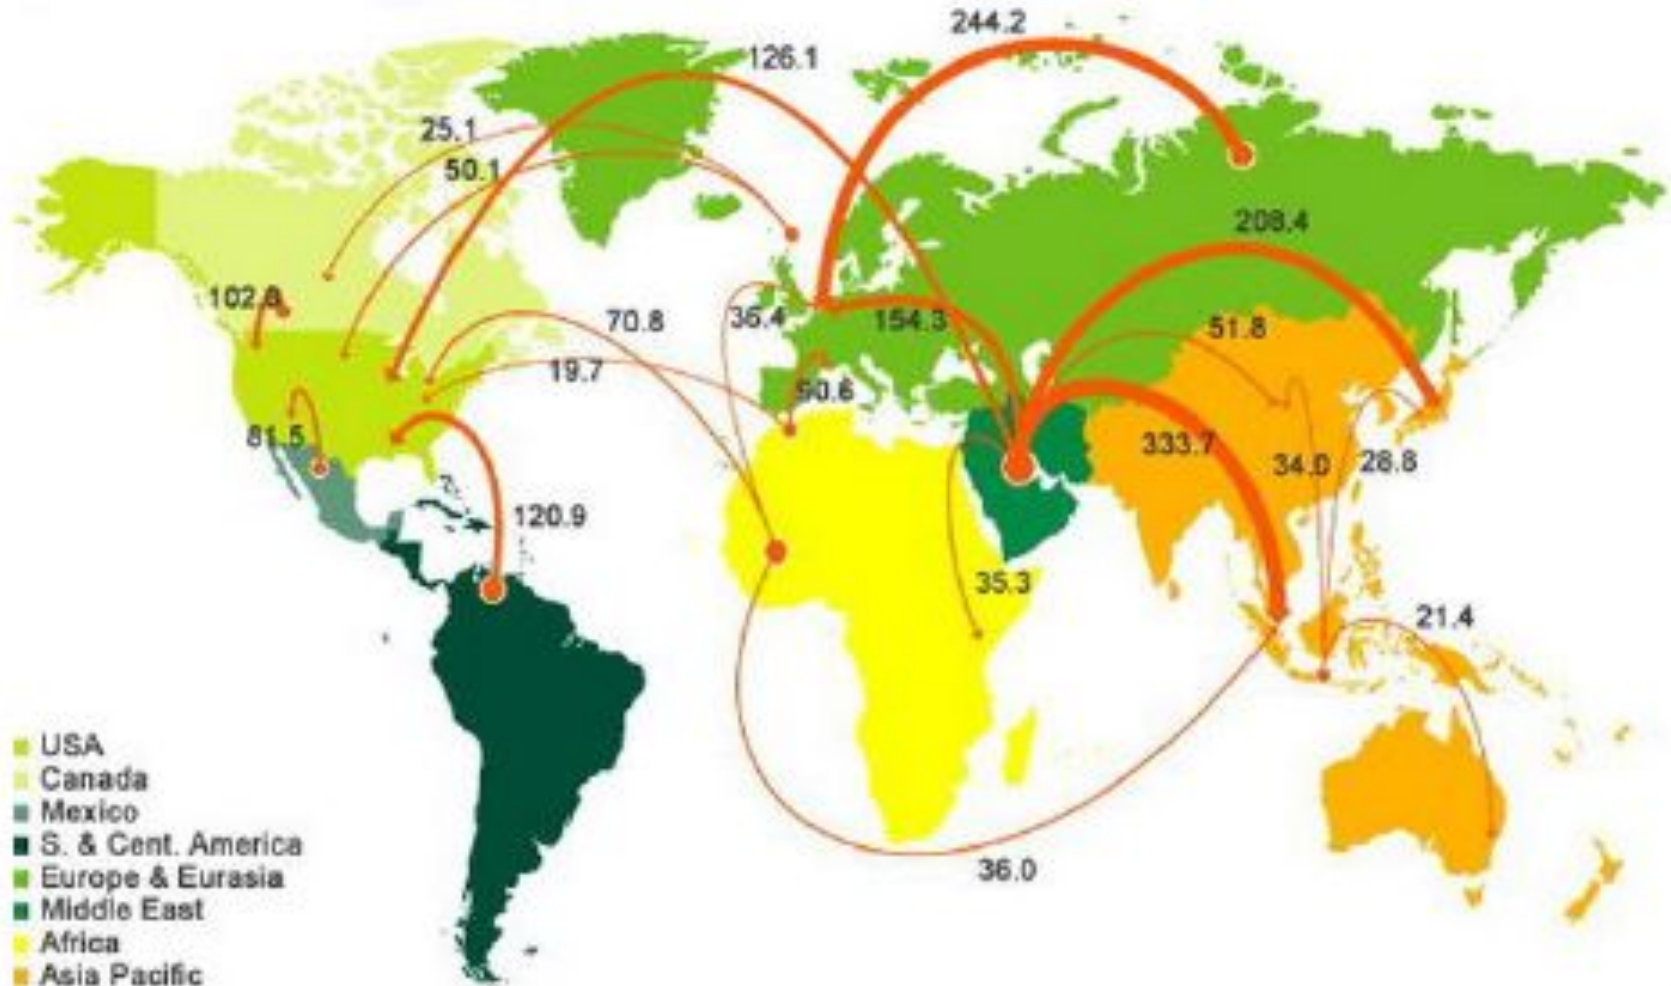 244.2
126.1
25.1
50.1
208.4
102.8
70.8
36.4
154.3
51.8
19.7
90.6
81.5
333.7
34.0
28.8
120.9
35.3
21.4
36.0
USA
Canada
Mexico
S. & Cent. America
Europe & Eurasia
Middle East
Africa
Asia Pacific